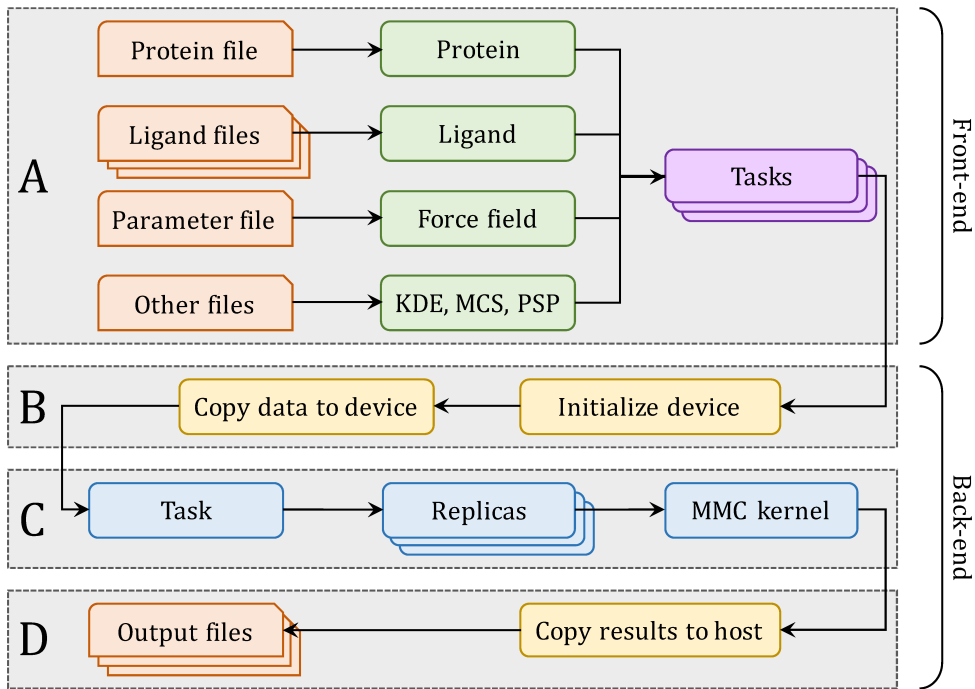 A
Protein file
Protein
Ligand files
Ligand
Parameter file
Force field
Other files
KDE, MCS, PSP
Tasks
Front-end
B
Copy data to device
Initialize device
C
Task
Replicas
MMC kernel
D
Output files
Copy results to host
Back-end